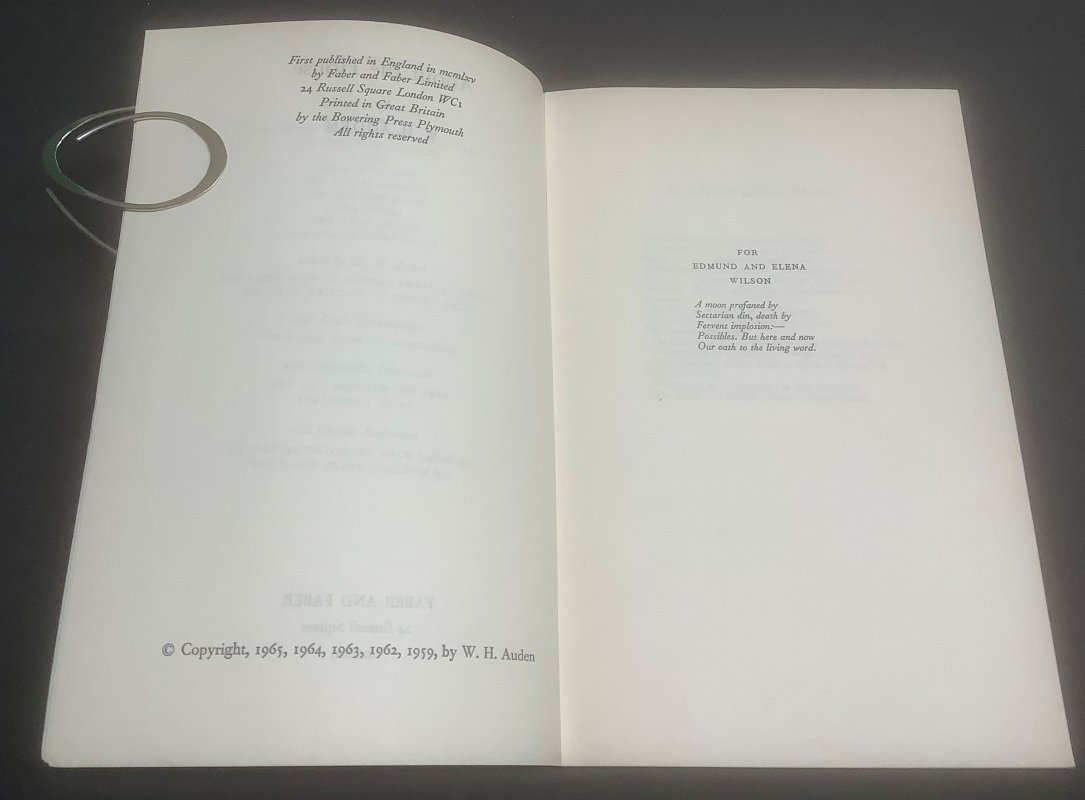 First published in England in mcmlxv
by Faber and Faber Limited
24 Russell Square London WC1
Printed in Great Britain
by the Bowering Press Plymouth
All rights reserved
© Copyright, 1965, 1964, 1963, 1962, 1959, by W. H. Auden
FOR
EDMUND AND ELENA
WILSON
A moon profaned by
Sectarian din, death by
Fervent implosion:—
Possibles. But here and now
Our oath to the living word.